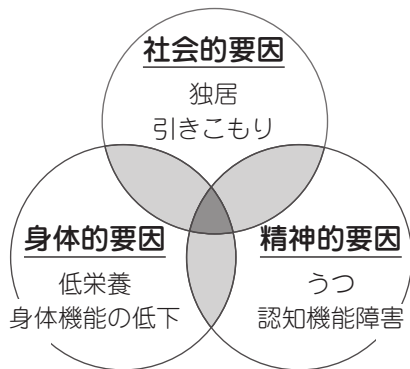 社会的要因
独居
引きこもり
身体的要因
低栄養
身体機能の低下
精神的要因
うつ
認知機能障害